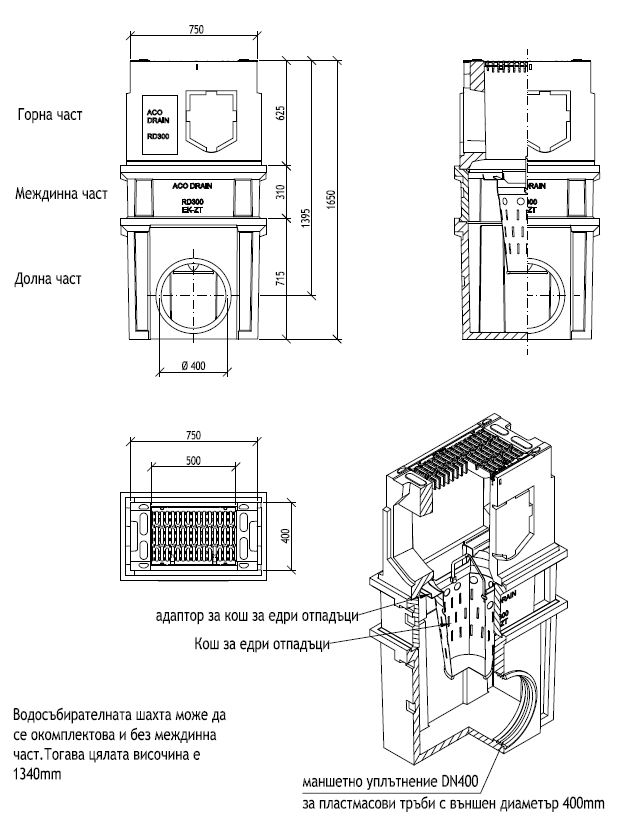 750
Горна част
ACO
DRAIN
RD300
625
Междинна част
ACO DRAIN
RD300
EK-ZT
310
1395
1650
Долна част
715
Ø 400
DRAIN
750
500
400
адаптор за кош за едри отпадъци
Кош за едри отпадъци
DRAIN
Водосъбирателната шахта може да
се окомплектова и без междинна
част.Тогава цялата височина е
1340mm
маншетно уплътнение DN400
за пластмасови тръби с външен диаметър 400mm